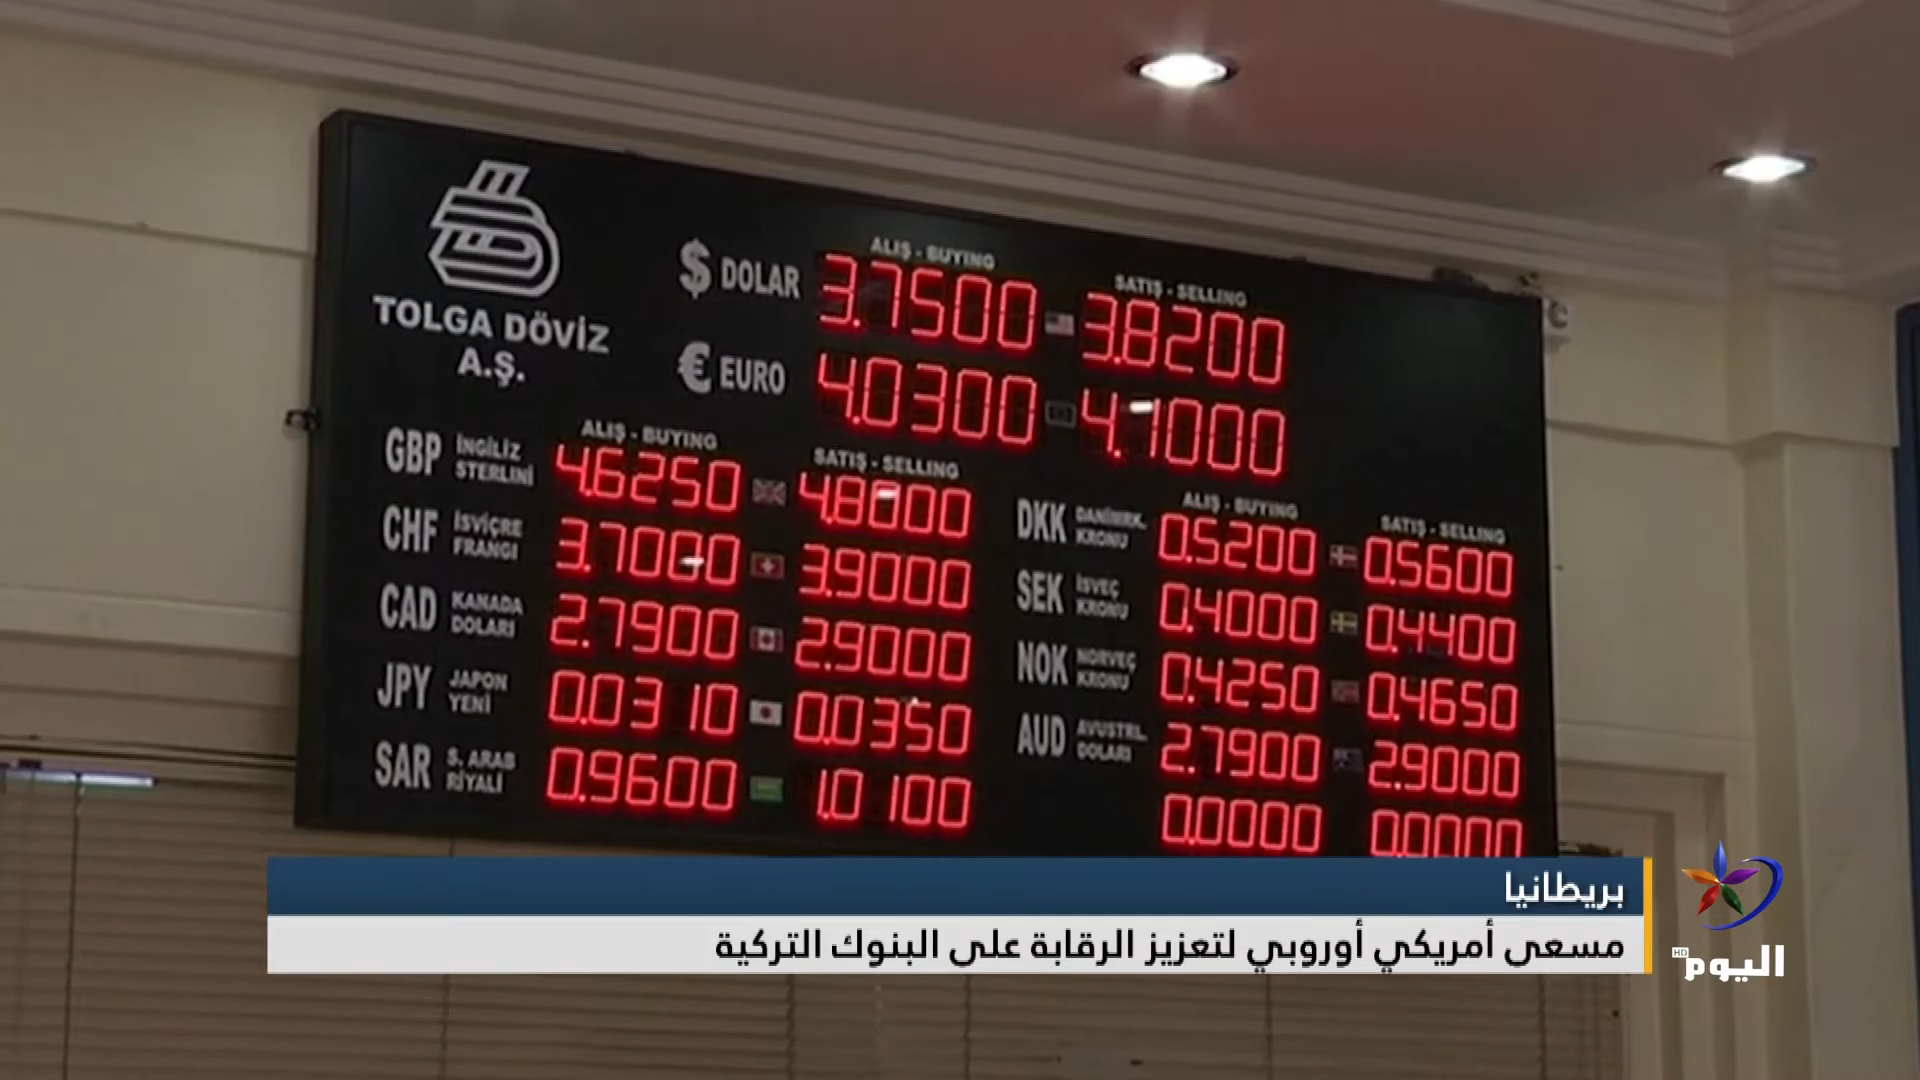 TOLGA DÖVİZ
A.Ş.
ALIŞ - BUYING
SATIŞ - SELLING
$ DOLAR 3.7500 3.8200
€ EURO 4.0300 4.1000
ALIŞ - BUYING
SATIŞ - SELLING
GBP İNGİLİZ STERLİNİ 4.6250 4.8000
CHF İSVİÇRE FRANGI 3.7000 3.9000
CAD KANADA DOLARI 2.7900 2.9000
JPY JAPON YENİ 0.0310 0.0350
SAR S. ARAB RİYALİ 0.9600 1.0100
ALIŞ - BUYING
SATIŞ - SELLING
DKK DANİMRK. KRONU 0.5200 0.5600
SEK İSVEÇ KRONU 0.4000 0.4400
NOK NORVEÇ KRONU 0.4250 0.4650
AUD AVUSTRL. DOLARI 2.7900 2.9000
0.0000 0.0000
بريطانيا
مسعى أمريكي أوروبي لتعزيز الرقابة على البنوك التركية
اليوم HD